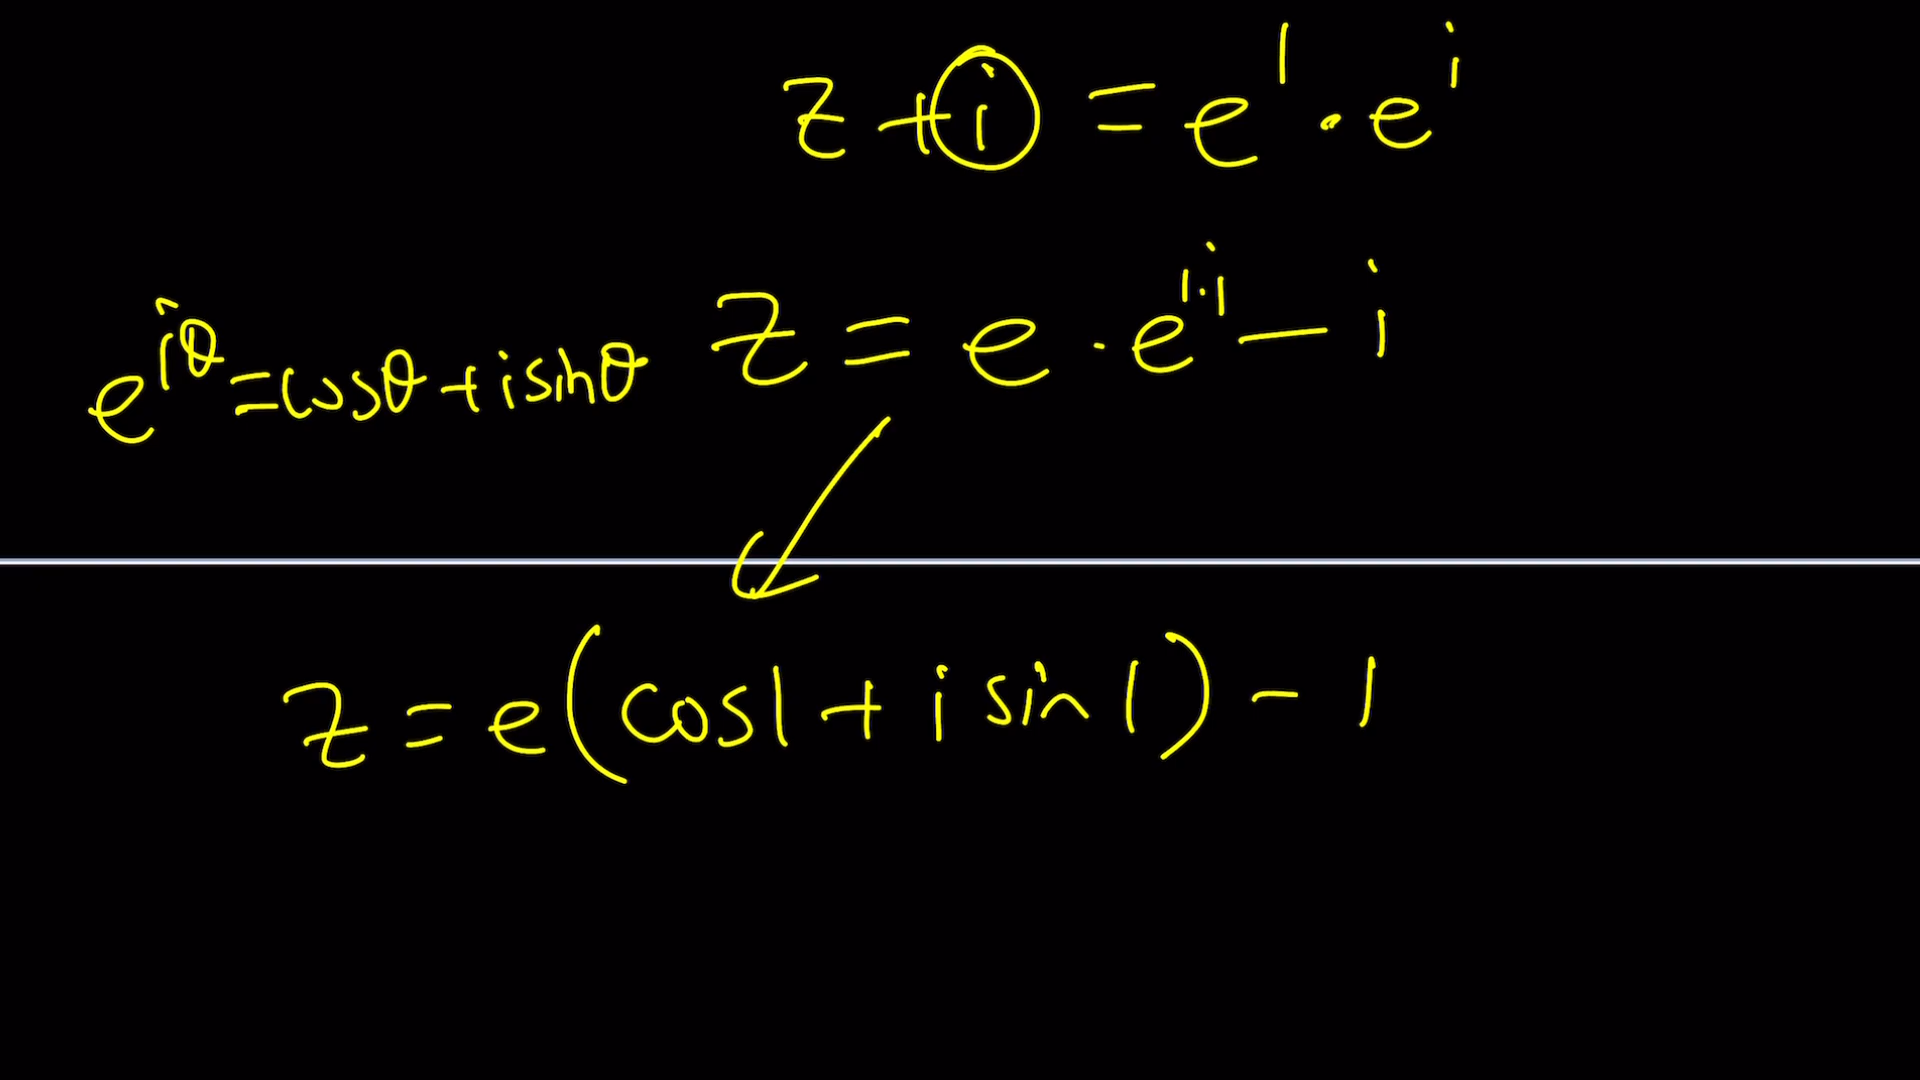 z + i = e¹ · eⁱ
e^{iθ} = cosθ + i sinθ
z = e · e^{1·i} − i
z = e(cos1 + i sin1) − 1